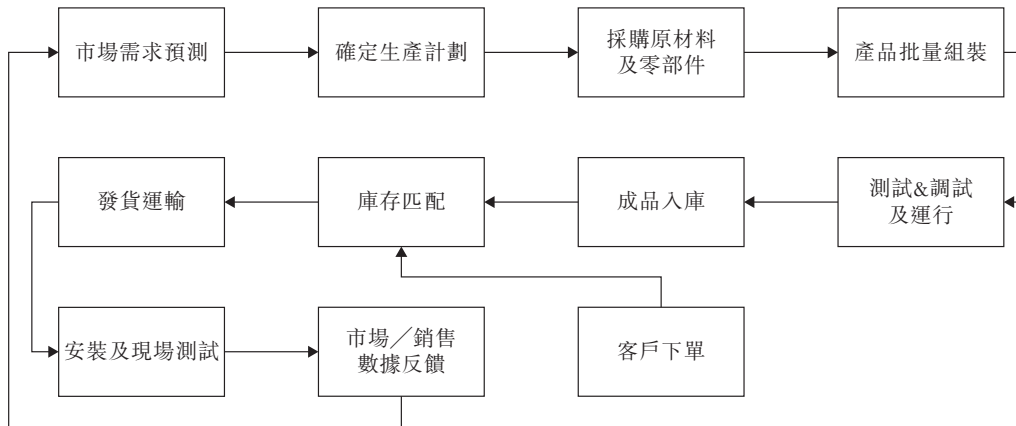 市場需求預測
確定生產計劃
採購原材料
及零部件
產品批量組裝
發貨運輸
庫存匹配
成品入庫
測試&調試
及運行
安裝及現場測試
市場／銷售
數據反饋
客戶下單